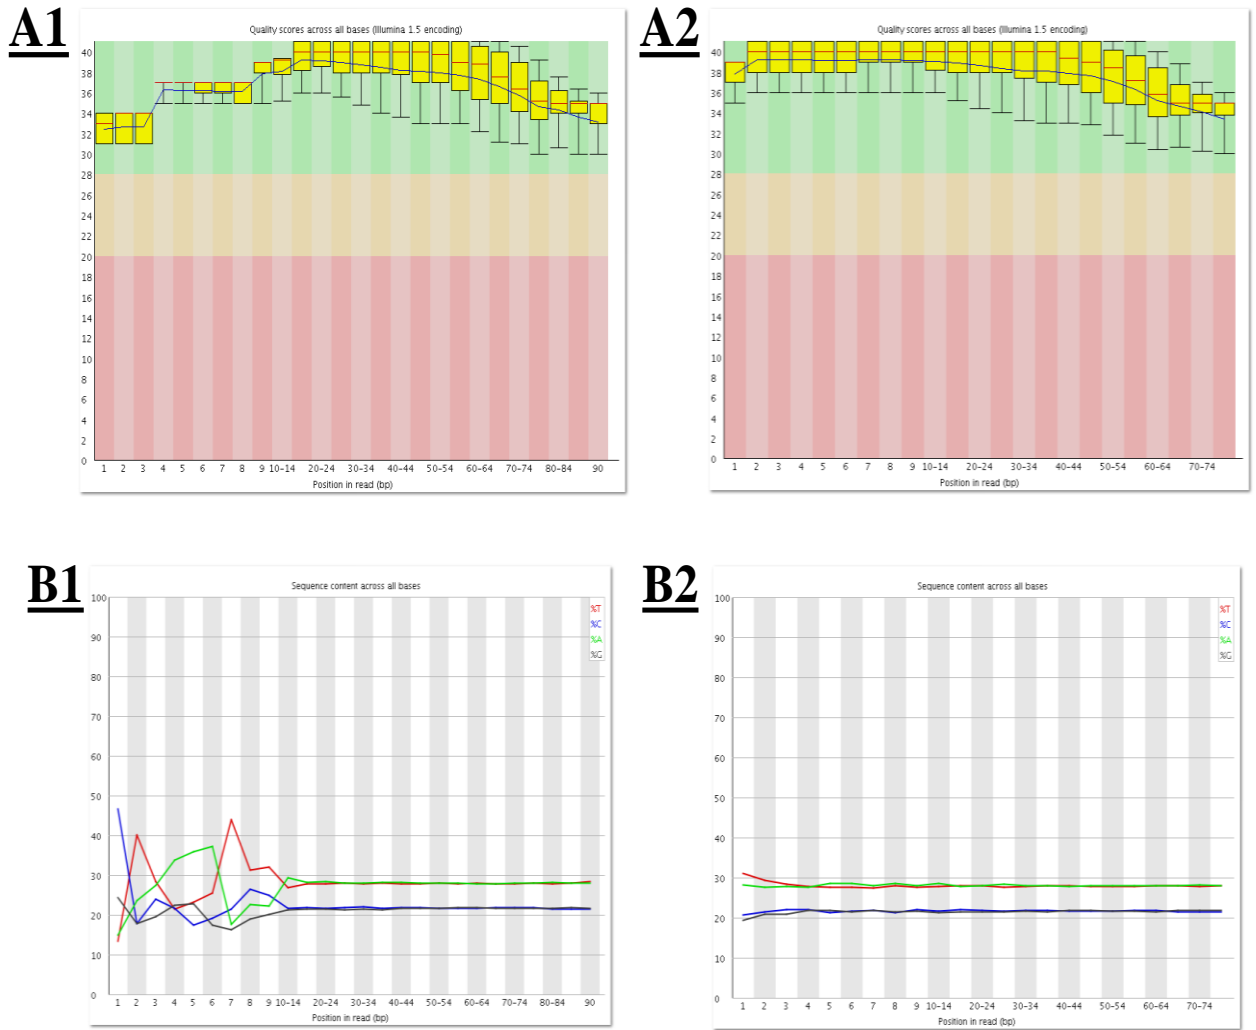 A1
Quality scores across all bases (Illumina 1.5 encoding)
40
38
36
34
32
30
28
26
24
22
20
18
16
14
12
10
8
6
4
2
0
1 2 3 4 5 6 7 8 9 10-14 20-24 30-34 40-44 50-54 60-64 70-74 80-84 90
Position in read (bp)
A2
Quality scores across all bases (Illumina 1.5 encoding)
40
38
36
34
32
30
28
26
24
22
20
18
16
14
12
10
8
6
4
2
0
1 2 3 4 5 6 7 8 9 10-14 20-24 30-34 40-44 50-54 60-64 70-74
Position in read (bp)
B1
Sequence content across all bases
%T
%C
%A
%G
100
90
80
70
60
50
40
30
20
10
0
1 2 3 4 5 6 7 8 9 10-14 20-24 30-34 40-44 50-54 60-64 70-74 80-84 90
Position in read (bp)
B2
Sequence content across all bases
%T
%C
%A
%G
100
90
80
70
60
50
40
30
20
10
0
1 2 3 4 5 6 7 8 9 10-14 20-24 30-34 40-44 50-54 60-64 70-74
Position in read (bp)